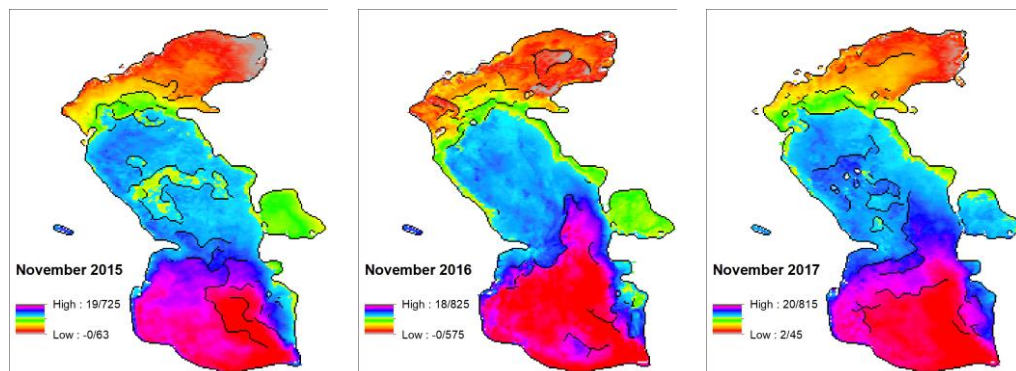 November 2015
High : 19/725
Low : -0/63
November 2016
High : 18/825
Low : -0/575
November 2017
High : 20/815
Low : 2/45